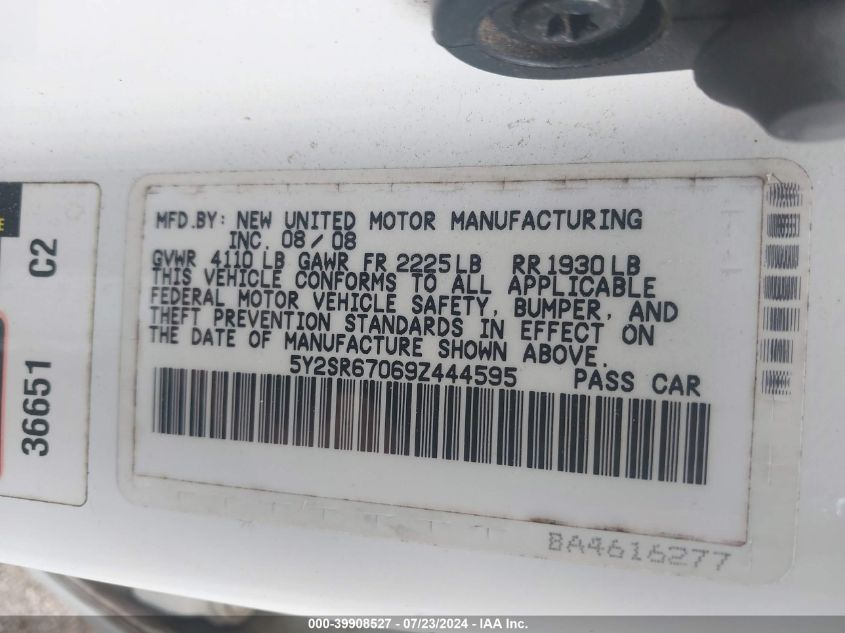 MFD.BY: NEW UNITED MOTOR MANUFACTURING
INC. 08/08
GVWR 4110 LB GAWR FR 2225 LB RR 1930 LB
THIS VEHICLE CONFORMS TO ALL APPLICABLE
FEDERAL MOTOR VEHICLE SAFETY, BUMPER, AND
THEFT PREVENTION STANDARDS IN EFFECT ON
THE DATE OF MANUFACTURE SHOWN ABOVE.
5Y2SR67069Z444595 PASS CAR
BA4616277
36651 C2
000-39908527 / 07/23/2024 - IAA Inc.